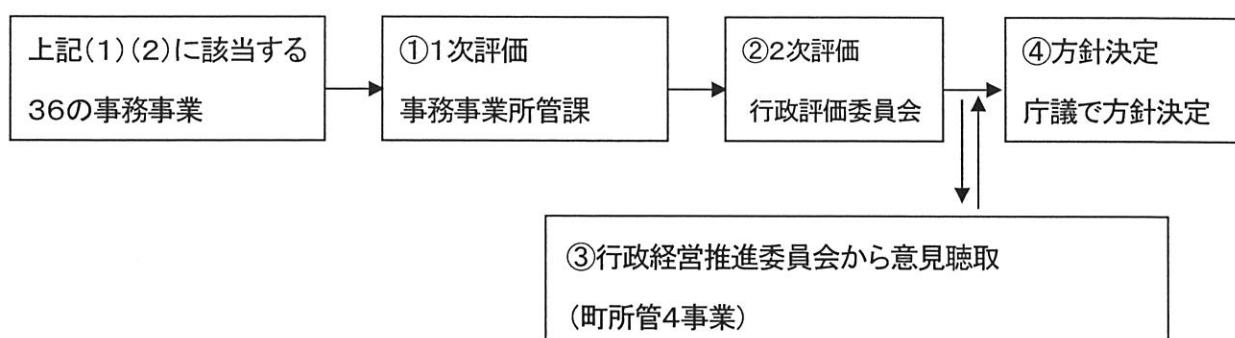 上記(1)(2)に該当する
36の事務事業
①1次評価
事務事業所管課
②2次評価
行政評価委員会
④方針決定
庁議で方針決定
③行政経営推進委員会から意見聴取
(町所管4事業)